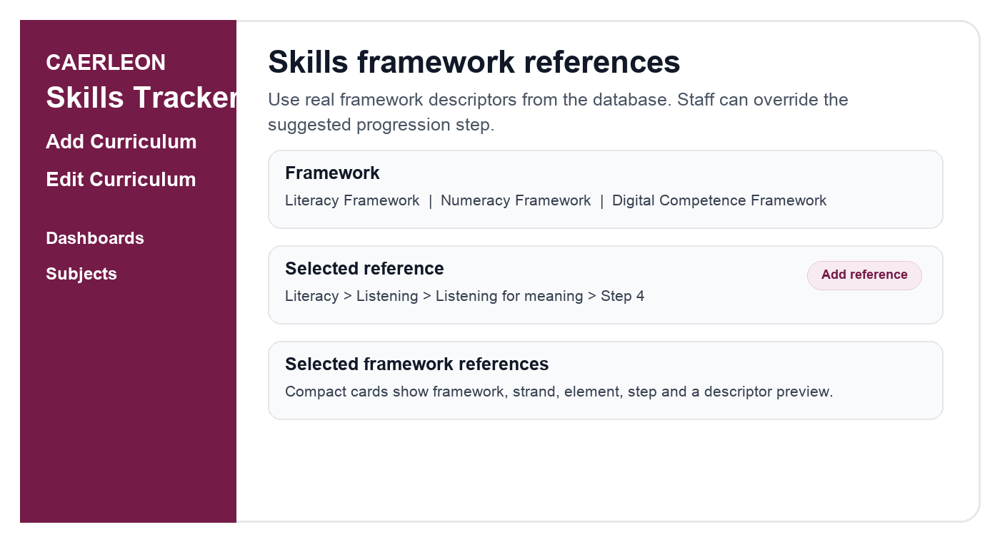 CAERLEON
Skills Tracker
Add Curriculum
Edit Curriculum
Dashboards
Subjects
Skills framework references
Use real framework descriptors from the database. Staff can override the
suggested progression step.
Framework
Literacy Framework | Numeracy Framework | Digital Competence Framework
Selected reference
Literacy > Listening > Listening for meaning > Step 4
Add reference
Selected framework references
Compact cards show framework, strand, element, step and a descriptor preview.